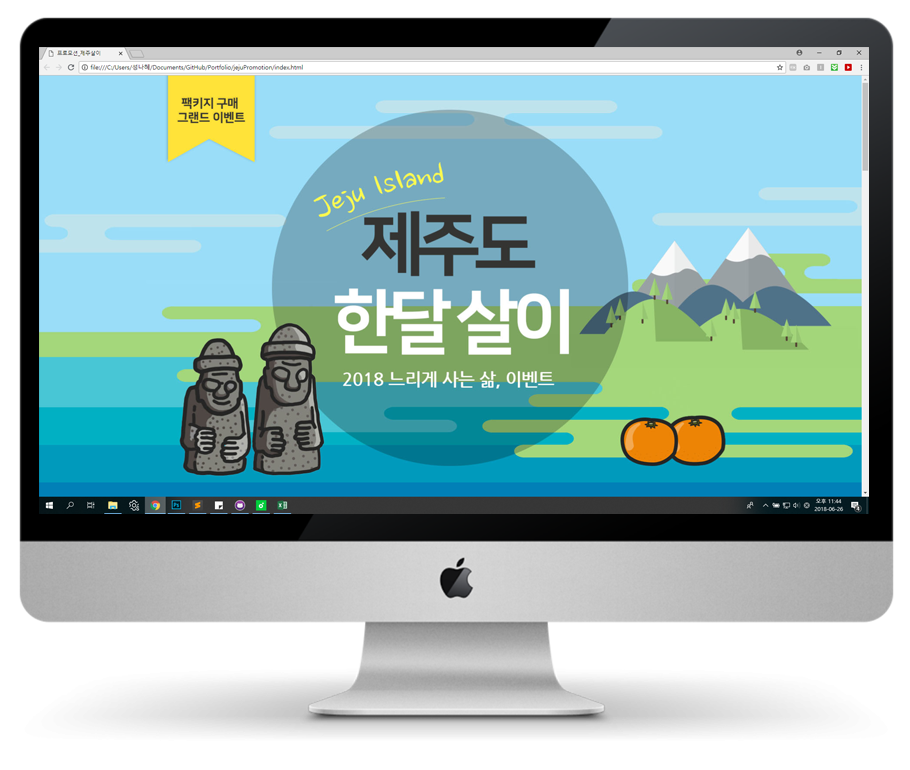 프로모션_제주살이
file:///C:/Users/성나혜/Documents/GitHub/Portfolio/jejuPromotion/index.html
팩키지 구매
그랜드 이벤트
Jeju Island
제주도
한달 살이
2018 느리게 사는 삶, 이벤트
오후 11:44
2018-06-26